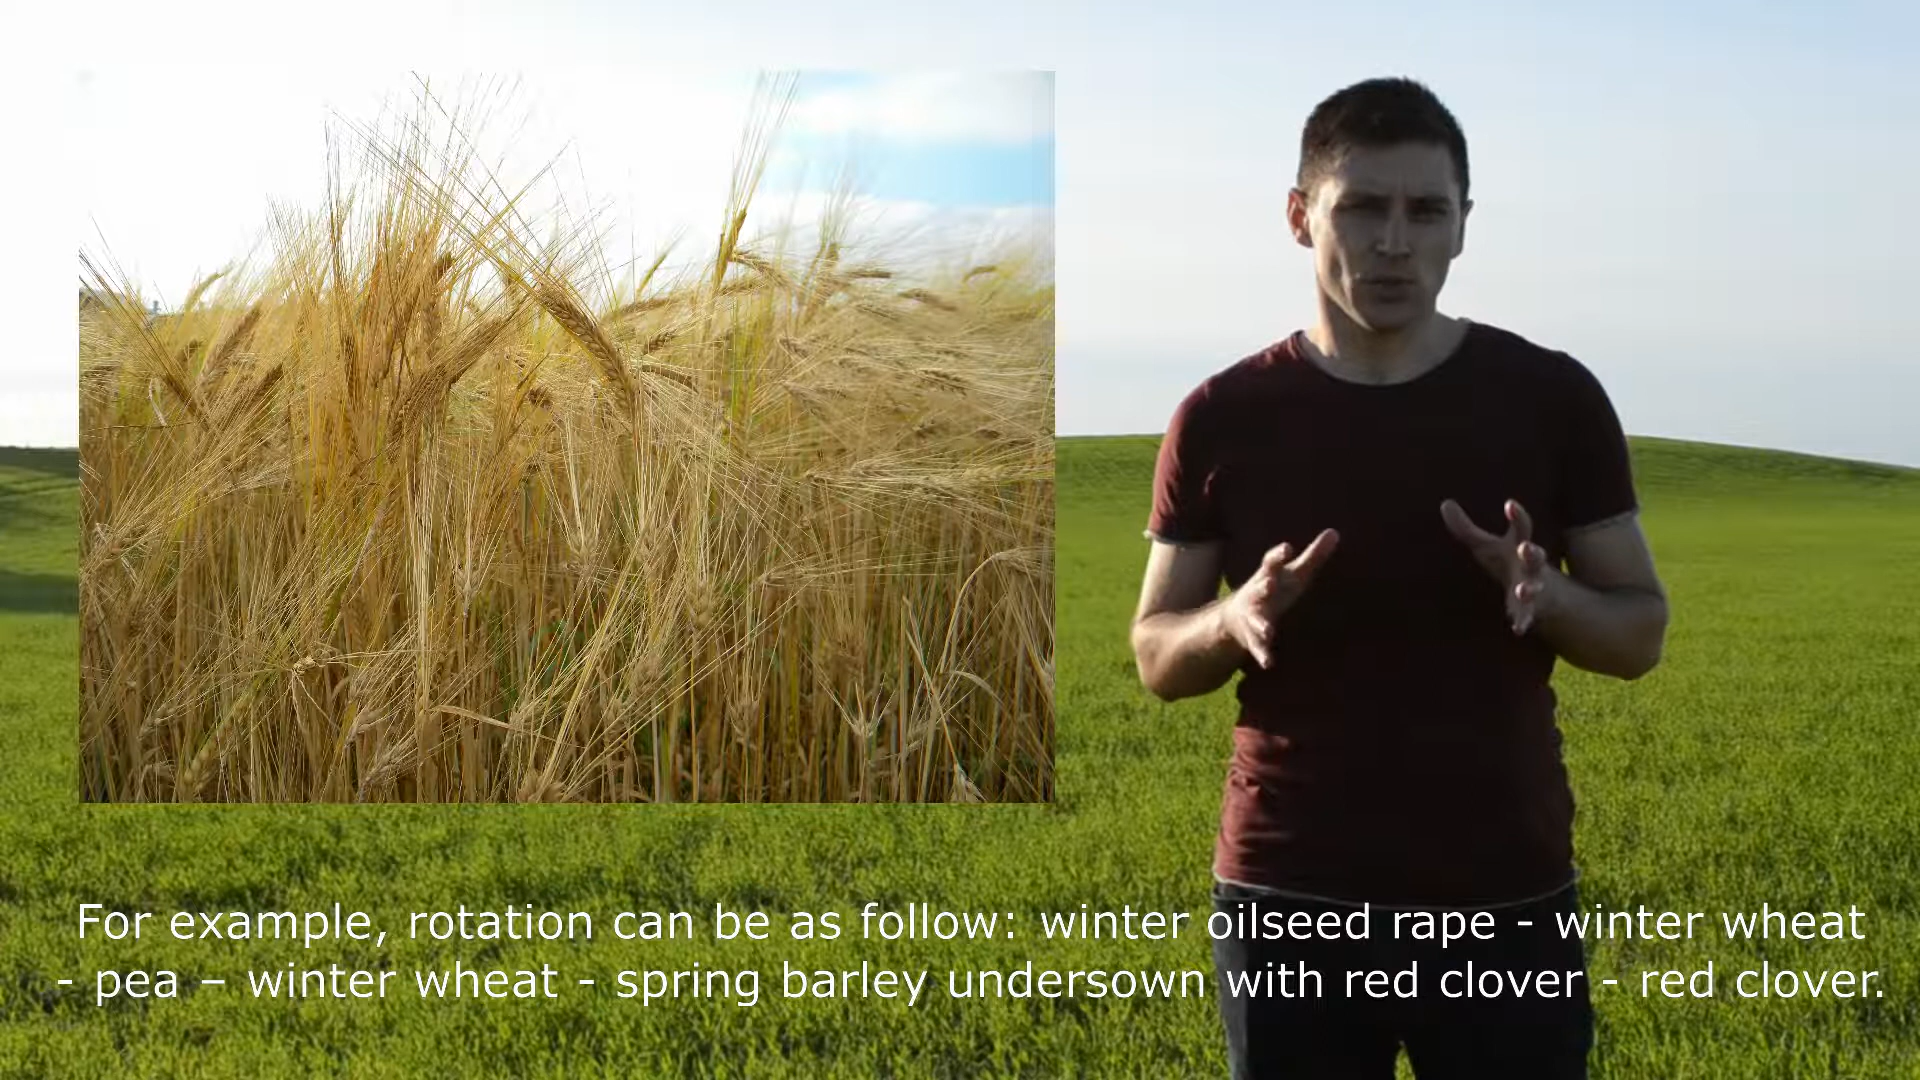 For example, rotation can be as follow: winter oilseed rape - winter wheat
- pea – winter wheat - spring barley undersown with red clover - red clover.